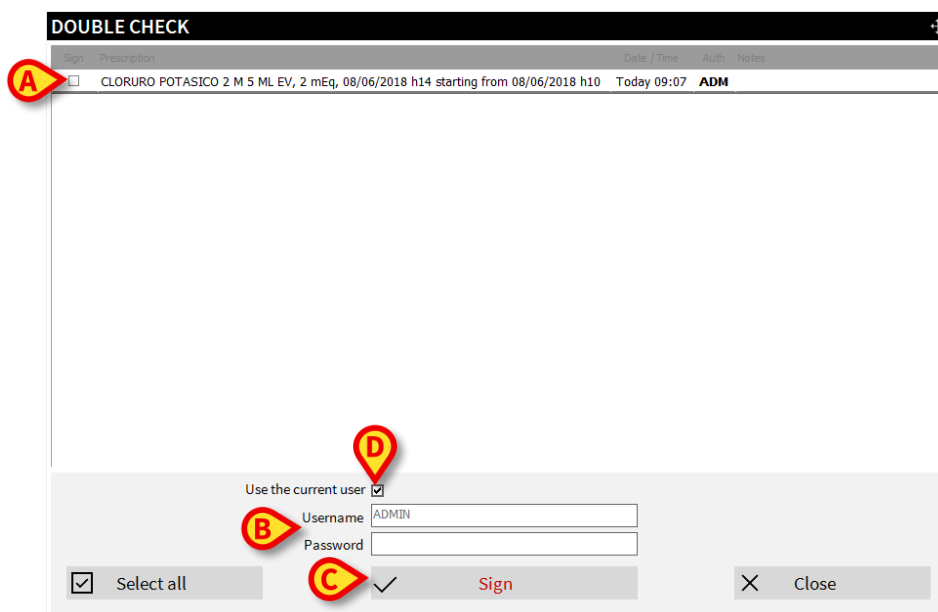 DOUBLE CHECK
Sign Prescription Date / Time Auth Notes
A
CLORURO POTASICO 2 M 5 ML EV, 2 mEq, 08/06/2018 h14 starting from 08/06/2018 h10 Today 09:07 ADM
D
Use the current user
Username ADMIN
B
Password
Select all C Sign Close